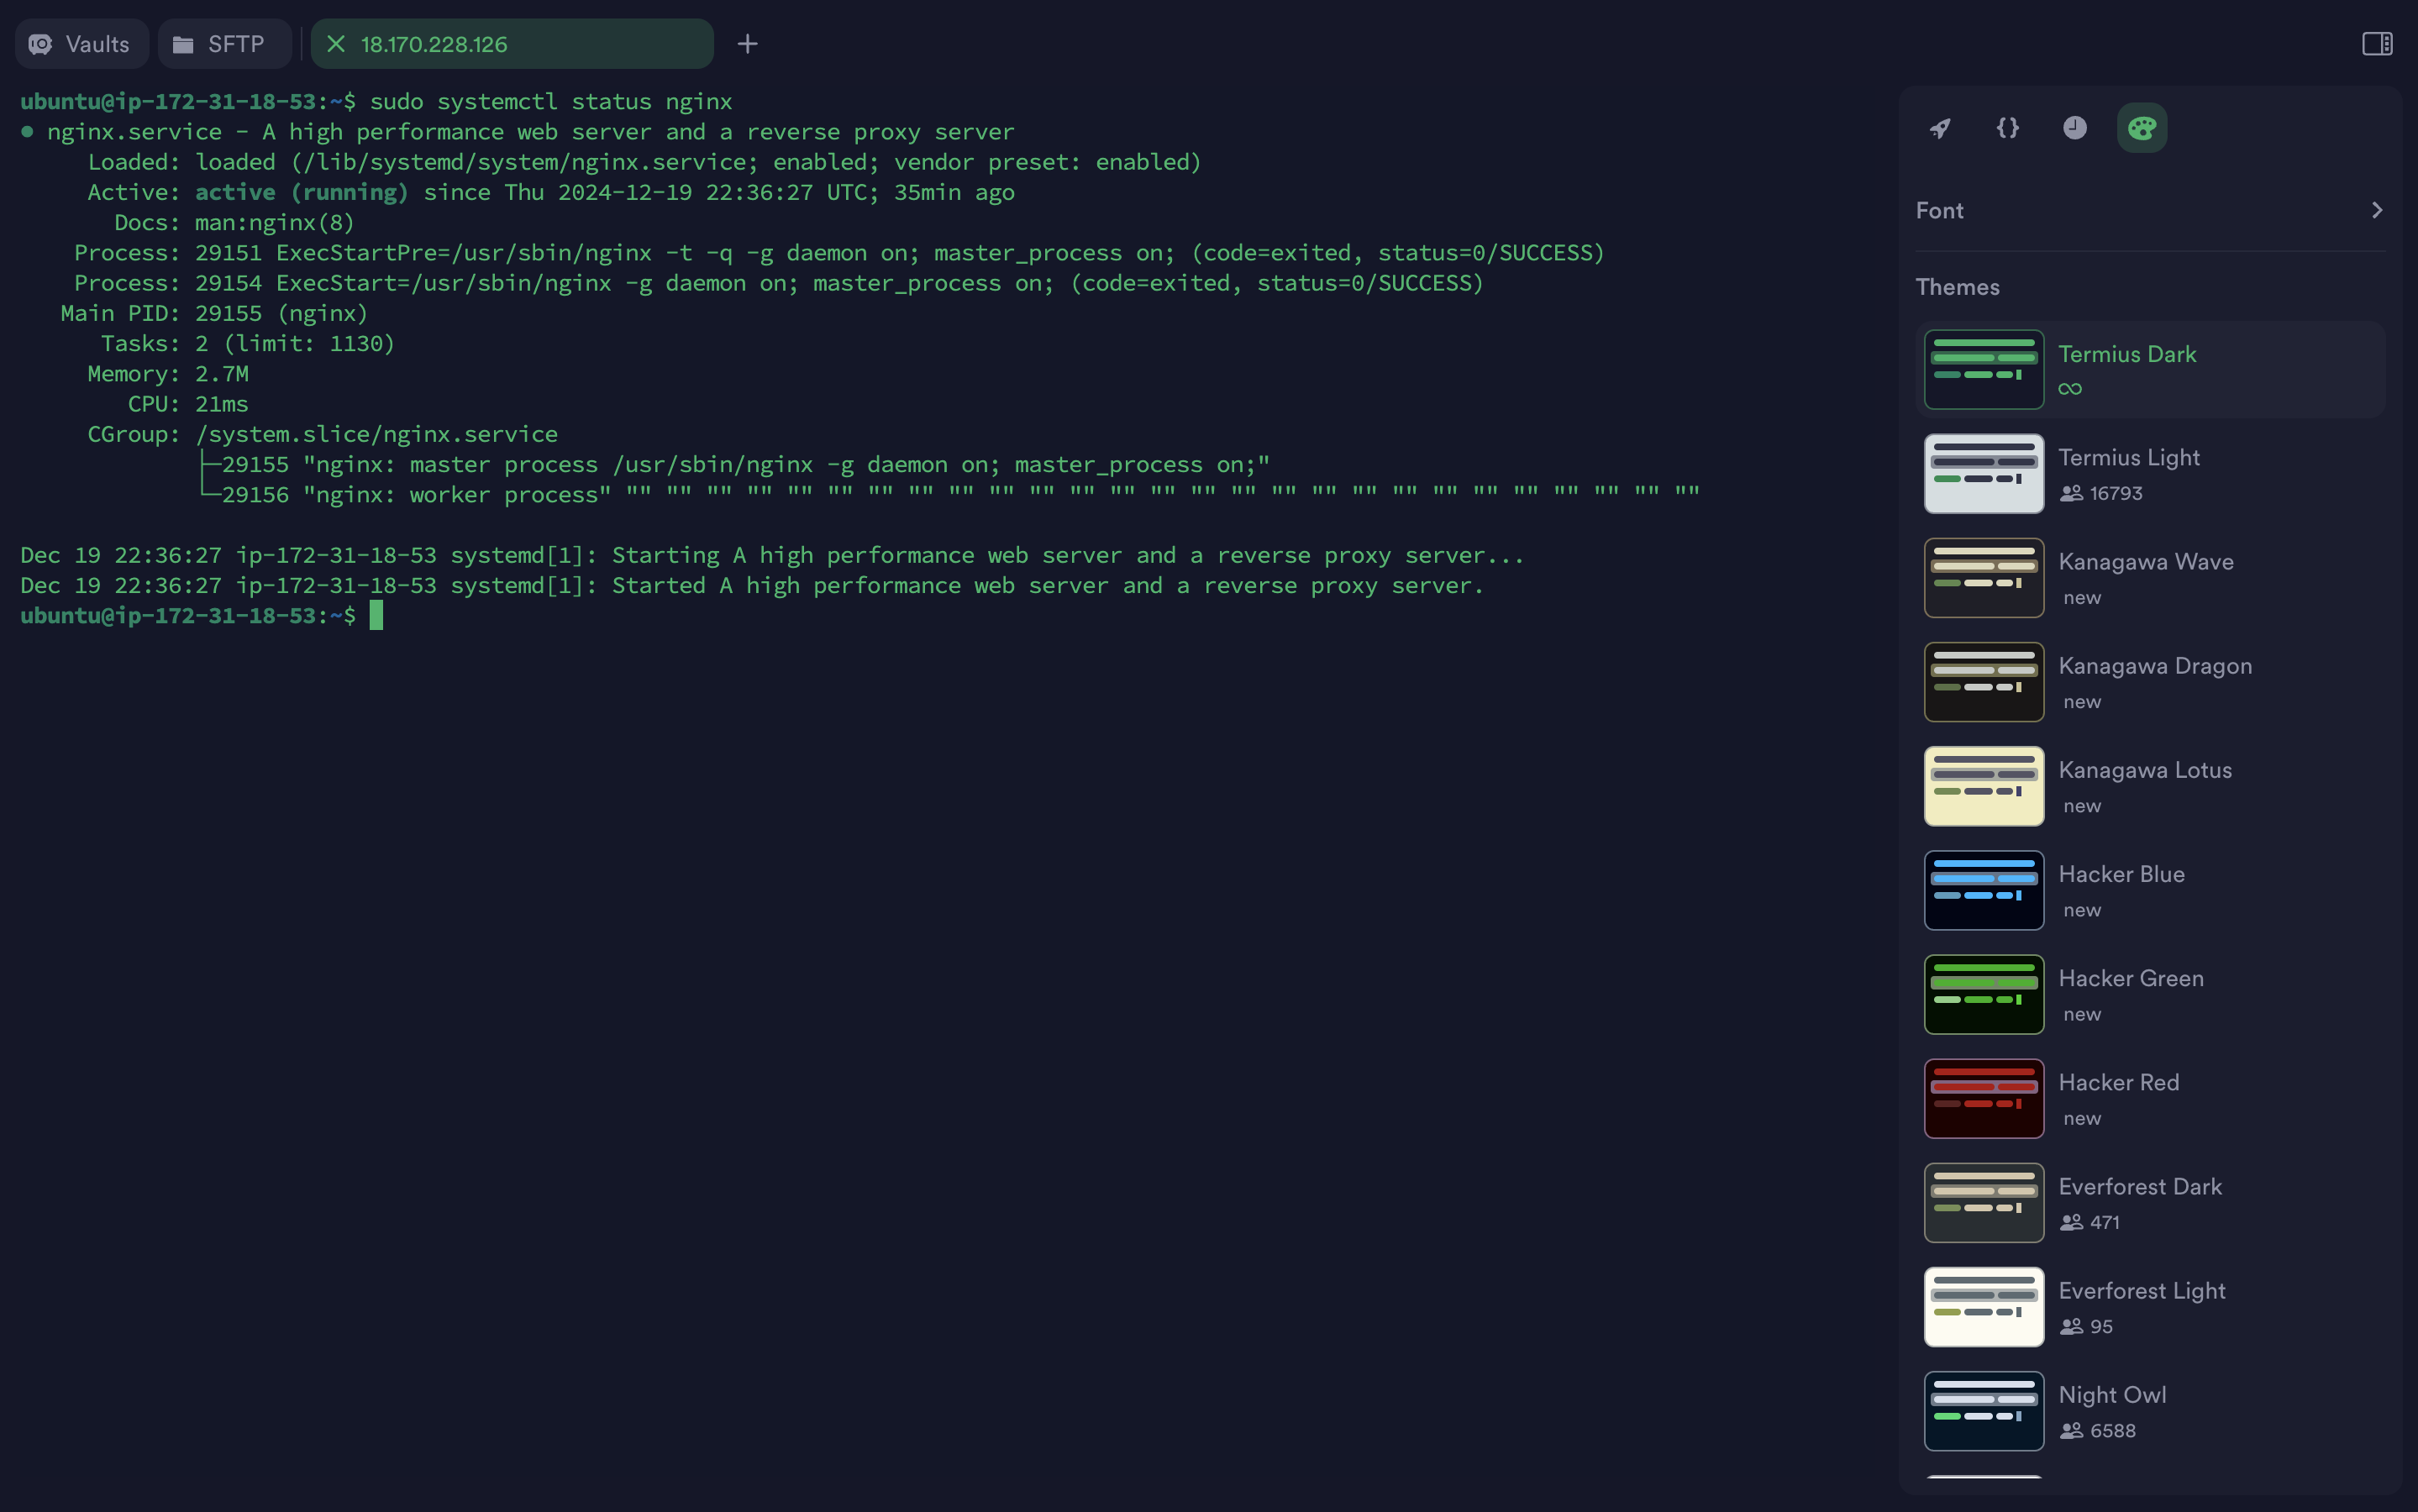 Vaults
SFTP
18.170.228.126
ubuntu@ip-172-31-18-53:~$ sudo systemctl status nginx
● nginx.service - A high performance web server and a reverse proxy server
Loaded: loaded (/lib/systemd/system/nginx.service; enabled; vendor preset: enabled)
Active: active (running) since Thu 2024-12-19 22:36:27 UTC; 35min ago
Docs: man:nginx(8)
Process: 29151 ExecStartPre=/usr/sbin/nginx -t -q -g daemon on; master_process on; (code=exited, status=0/SUCCESS)
Process: 29154 ExecStart=/usr/sbin/nginx -g daemon on; master_process on; (code=exited, status=0/SUCCESS)
Main PID: 29155 (nginx)
Tasks: 2 (limit: 1130)
Memory: 2.7M
CPU: 21ms
CGroup: /system.slice/nginx.service
├─29155 "nginx: master process /usr/sbin/nginx -g daemon on; master_process on;"
└─29156 "nginx: worker process" "" "" "" "" "" "" "" "" "" "" "" "" "" "" "" "" "" "" "" "" "" "" "" "" "" "" ""

Dec 19 22:36:27 ip-172-31-18-53 systemd[1]: Starting A high performance web server and a reverse proxy server...
Dec 19 22:36:27 ip-172-31-18-53 systemd[1]: Started A high performance web server and a reverse proxy server.
ubuntu@ip-172-31-18-53:~$
Font
Themes
Termius Dark
Termius Light
16793
Kanagawa Wave
new
Kanagawa Dragon
new
Kanagawa Lotus
new
Hacker Blue
new
Hacker Green
new
Hacker Red
new
Everforest Dark
471
Everforest Light
95
Night Owl
6588